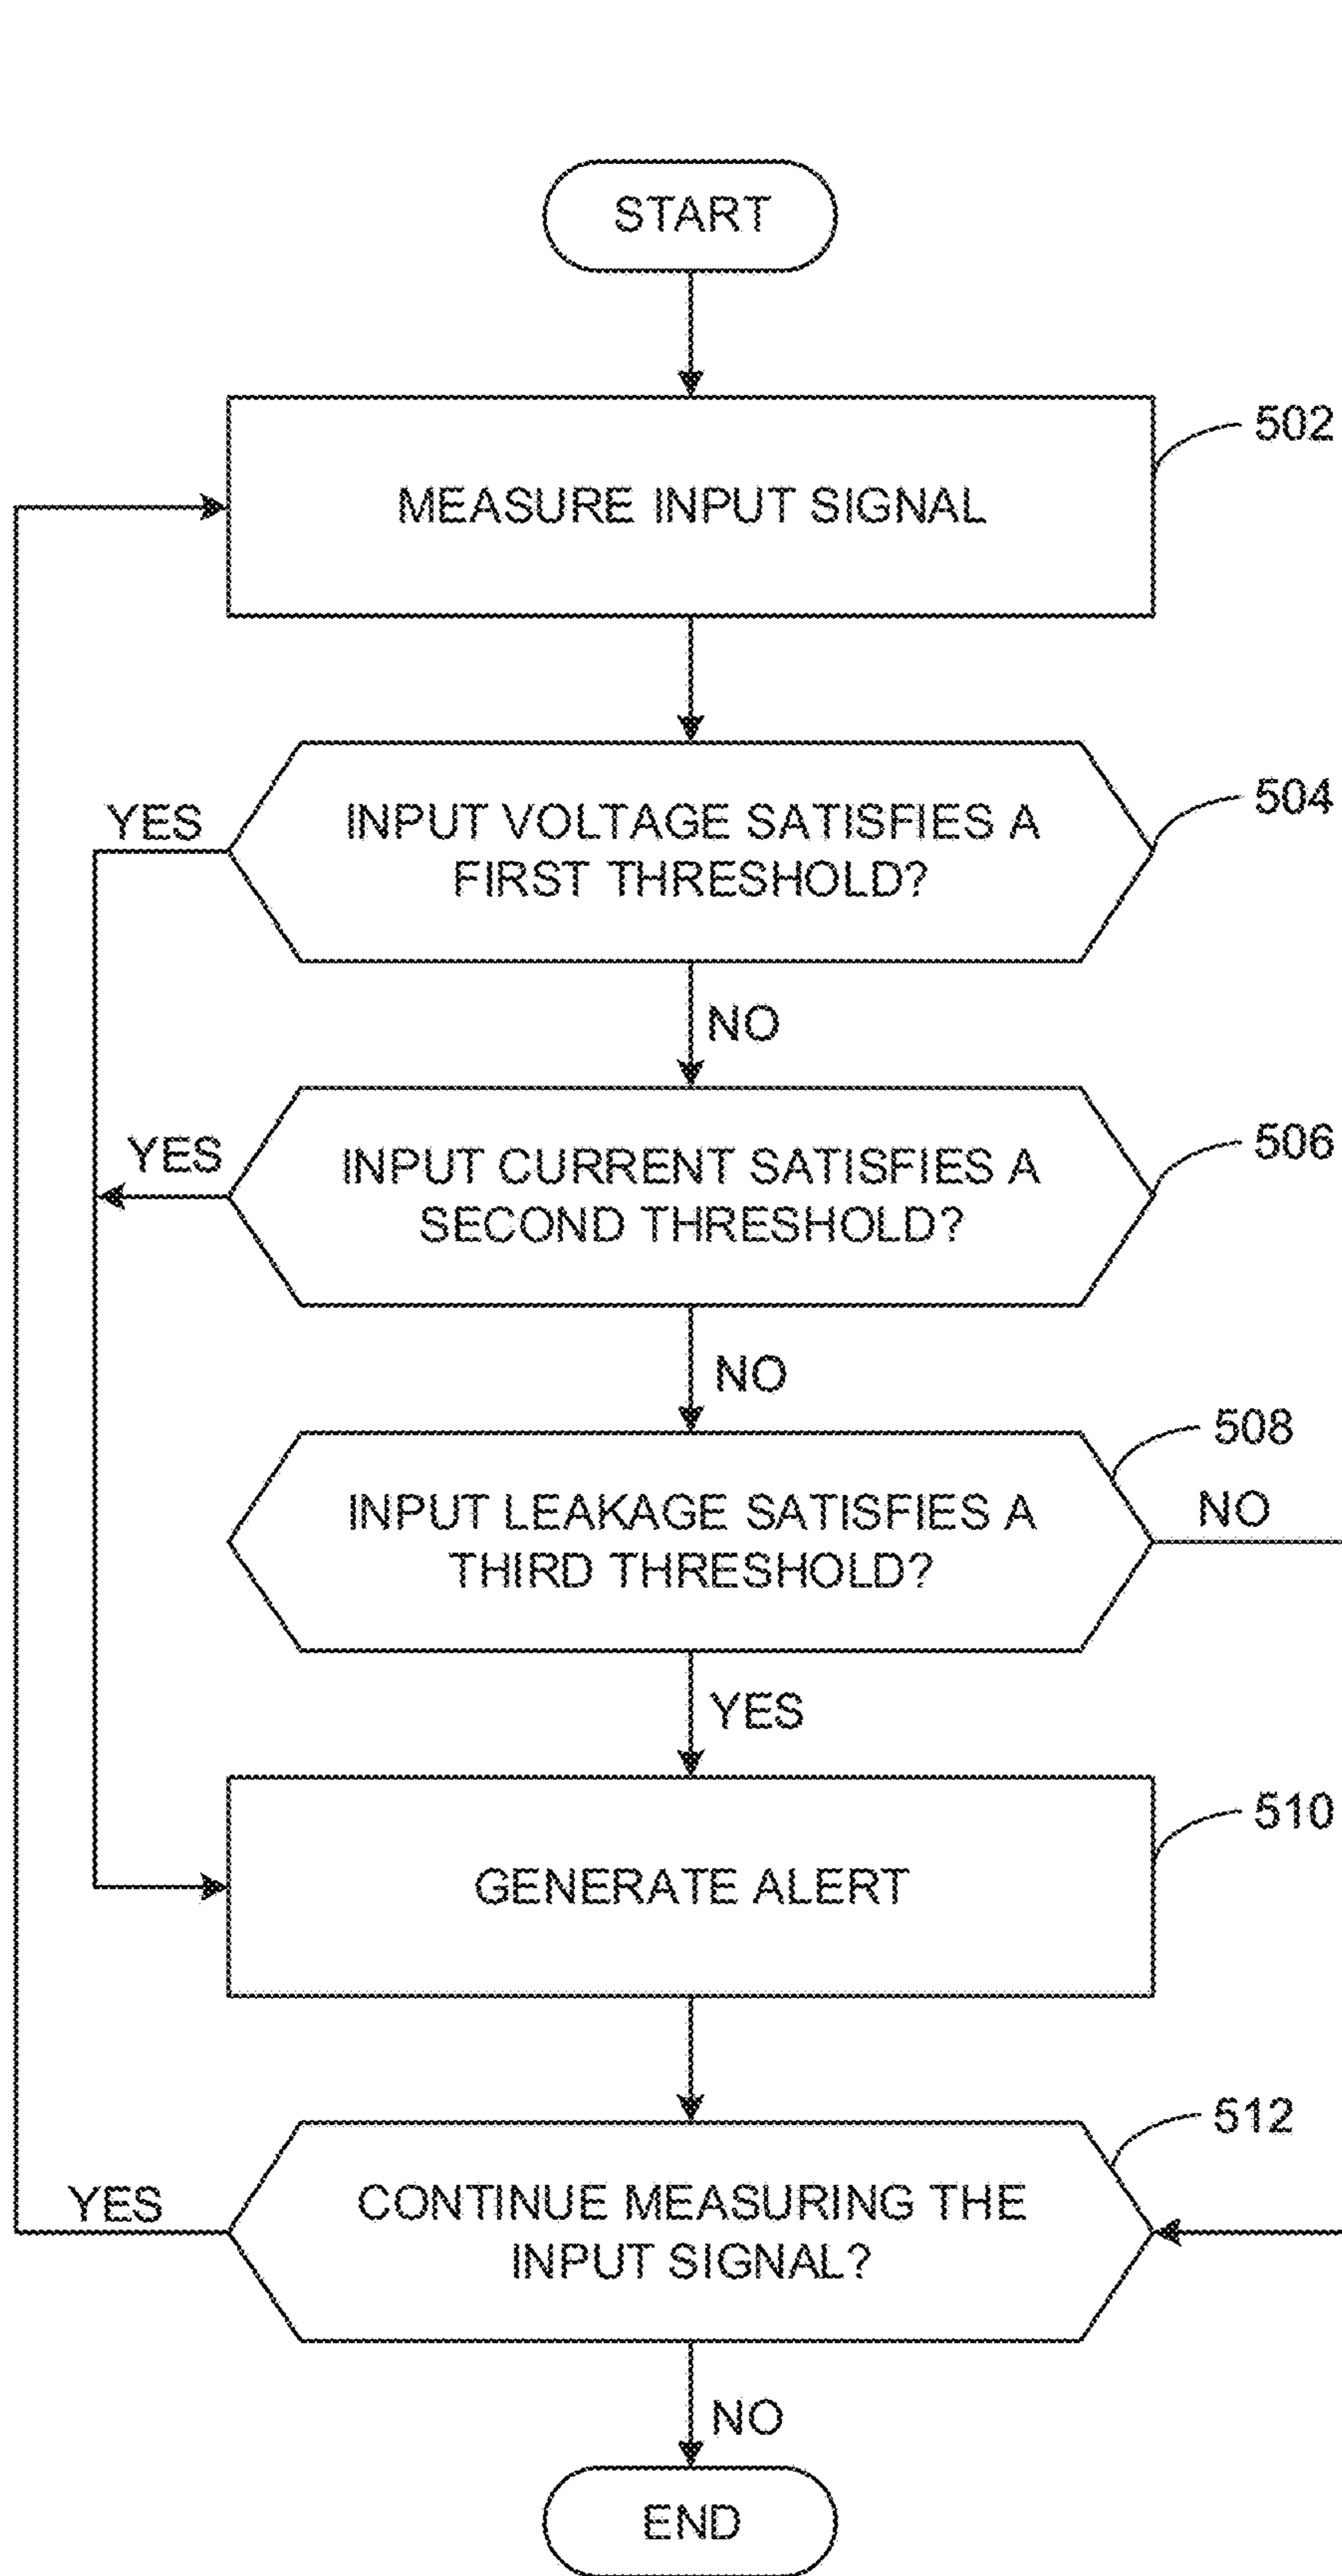 START
502
MEASURE INPUT SIGNAL
504
YES
INPUT VOLTAGE SATISFIES A
FIRST THRESHOLD?
NO
506
YES
INPUT CURRENT SATISFIES A
SECOND THRESHOLD?
NO
508
INPUT LEAKAGE SATISFIES A
THIRD THRESHOLD?
NO
YES
510
GENERATE ALERT
512
YES
CONTINUE MEASURING THE
INPUT SIGNAL?
NO
END